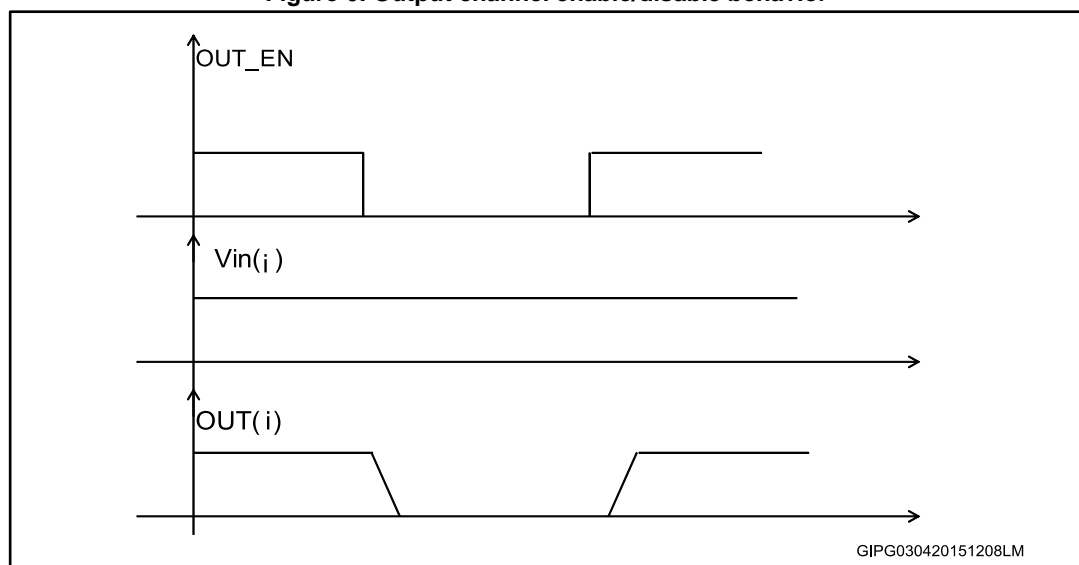 Figure 6. Output channel enable/disable behavior
OUT_EN
Vin(i)
OUT(i)
GIPG030420151208LM